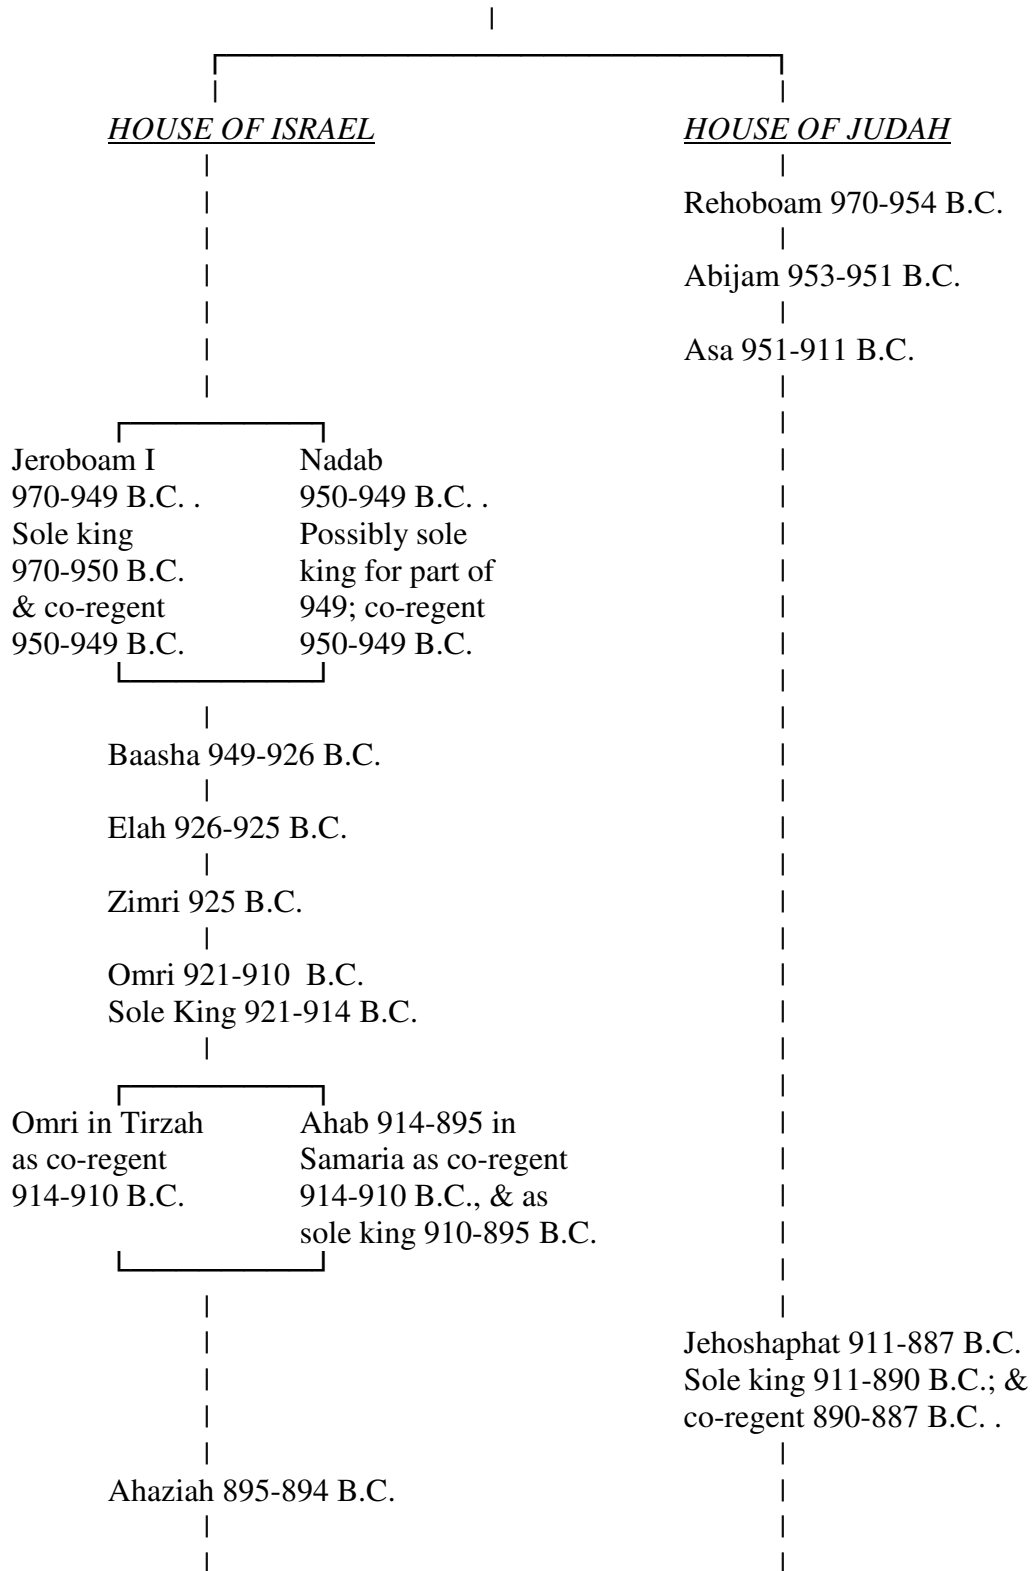 HOUSE OF ISRAEL
HOUSE OF JUDAH
Rehoboam 970-954 B.C.
Abijam 953-951 B.C.
Asa 951-911 B.C.
Jeroboam I
970-949 B.C. .
Sole king
970-950 B.C.
& co-regent
950-949 B.C.
Nadab
950-949 B.C. .
Possibly sole
king for part of
949; co-regent
950-949 B.C.
Baasha 949-926 B.C.
Elah 926-925 B.C.
Zimri 925 B.C.
Omri 921-910 B.C.
Sole King 921-914 B.C.
Omri in Tirzah
as co-regent
914-910 B.C.
Ahab 914-895 in
Samaria as co-regent
914-910 B.C., & as
sole king 910-895 B.C.
Jehoshaphat 911-887 B.C.
Sole king 911-890 B.C.; &
co-regent 890-887 B.C. .
Ahaziah 895-894 B.C.